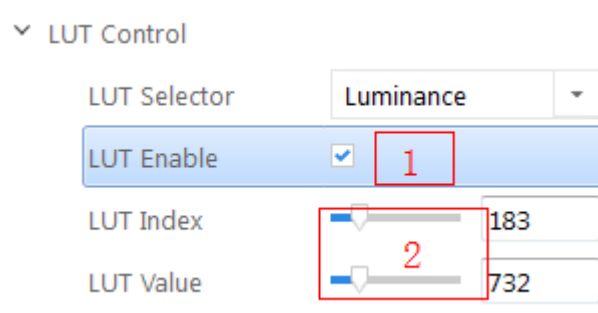 LUT Control
LUT Selector Luminance
LUT Enable 1
LUT Index 183
2
LUT Value 732